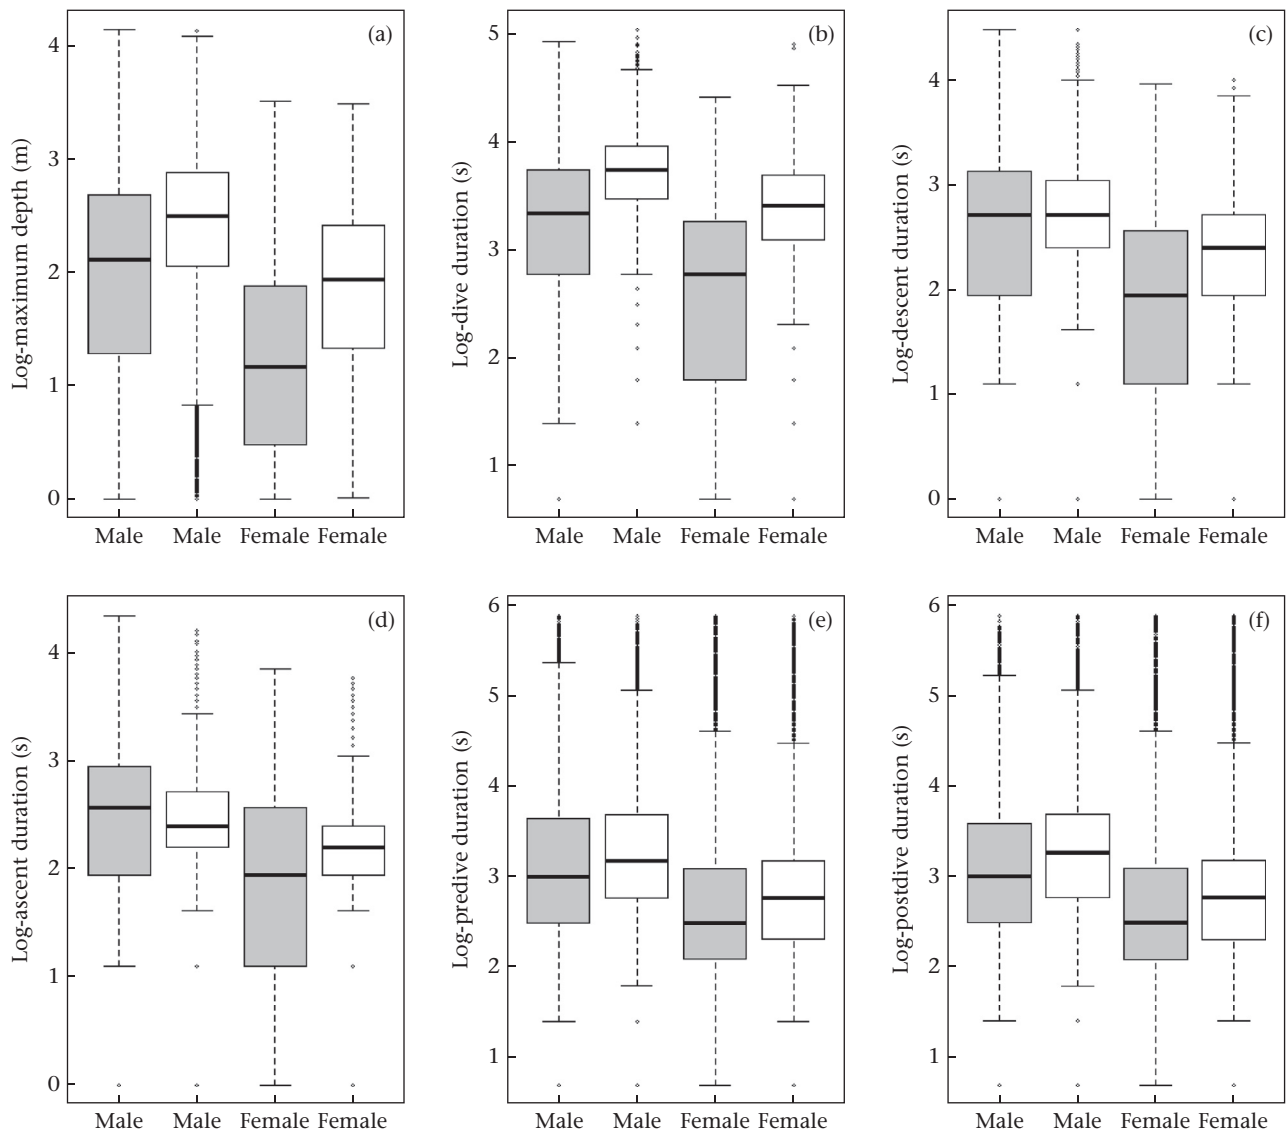 (a)
Log-maximum depth (m)
4
3
2
1
0
Male Male Female Female
(b)
Log-dive duration (s)
5
4
3
2
1
Male Male Female Female
(c)
Log-descent duration (s)
4
3
2
1
0
Male Male Female Female
(d)
Log-ascent duration (s)
4
3
2
1
0
Male Male Female Female
(e)
Log-predive duration (s)
6
5
4
3
2
1
Male Male Female Female
(f)
Log-postdive duration (s)
6
5
4
3
2
1
Male Male Female Female